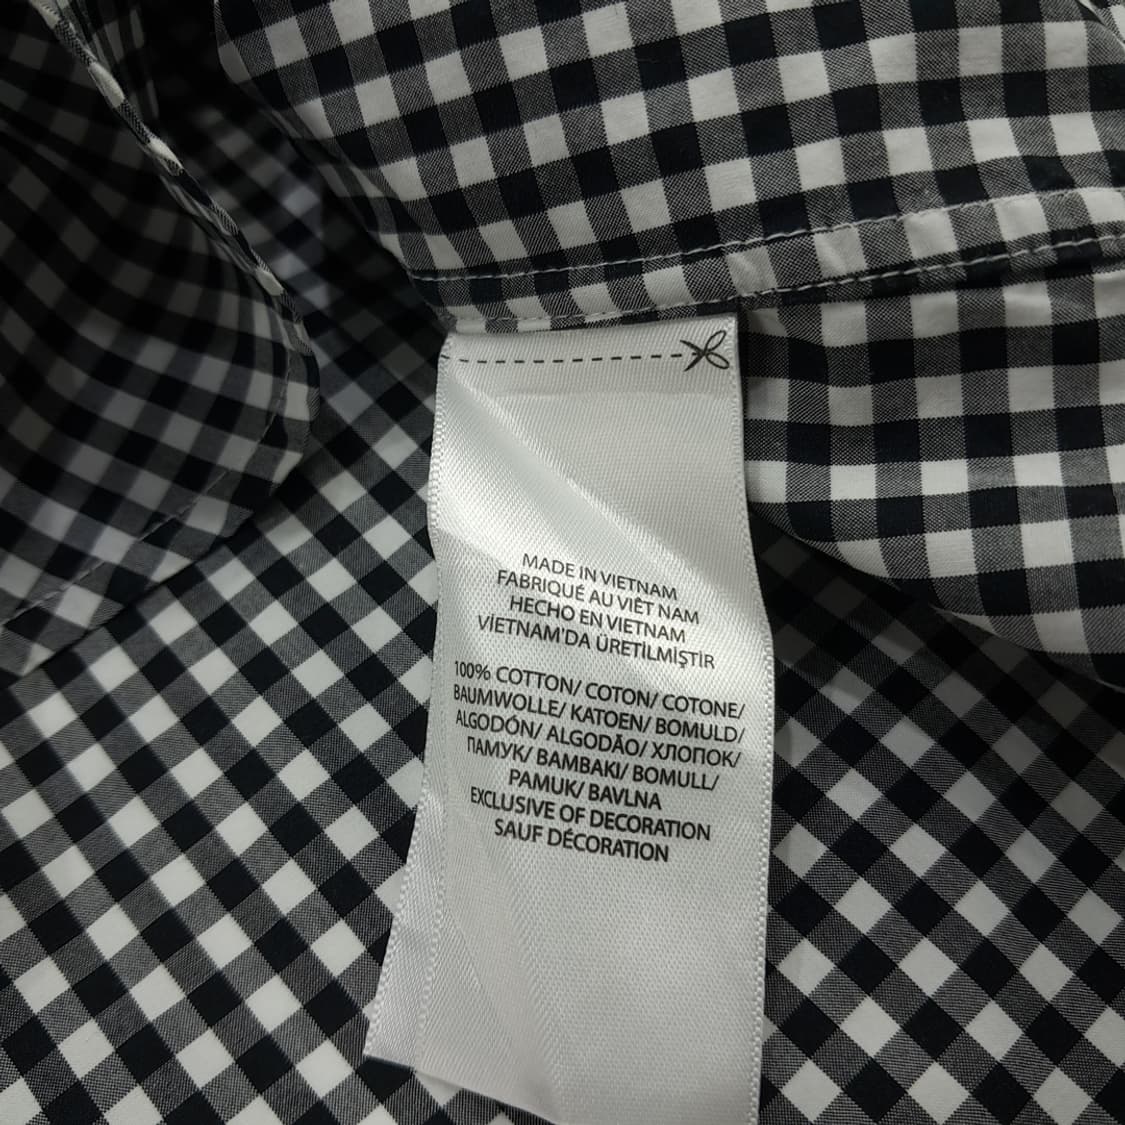 MADE IN VIETNAM
FABRIQUÉ AU VIÊT NAM
HECHO EN VIETNAM
VİETNAM'DA ÜRETİLMİŞTİR
100% COTTON/ COTON/ COTONE/
BAUMWOLLE/ KATOEN/ BOMULD/
ALGODÓN/ ALGODÃO/ ХЛОПОК/
ПАМУК/ BAMBAKI/ BOMULL/
PAMUK/ BAVLNA
EXCLUSIVE OF DECORATION
SAUF DÉCORATION